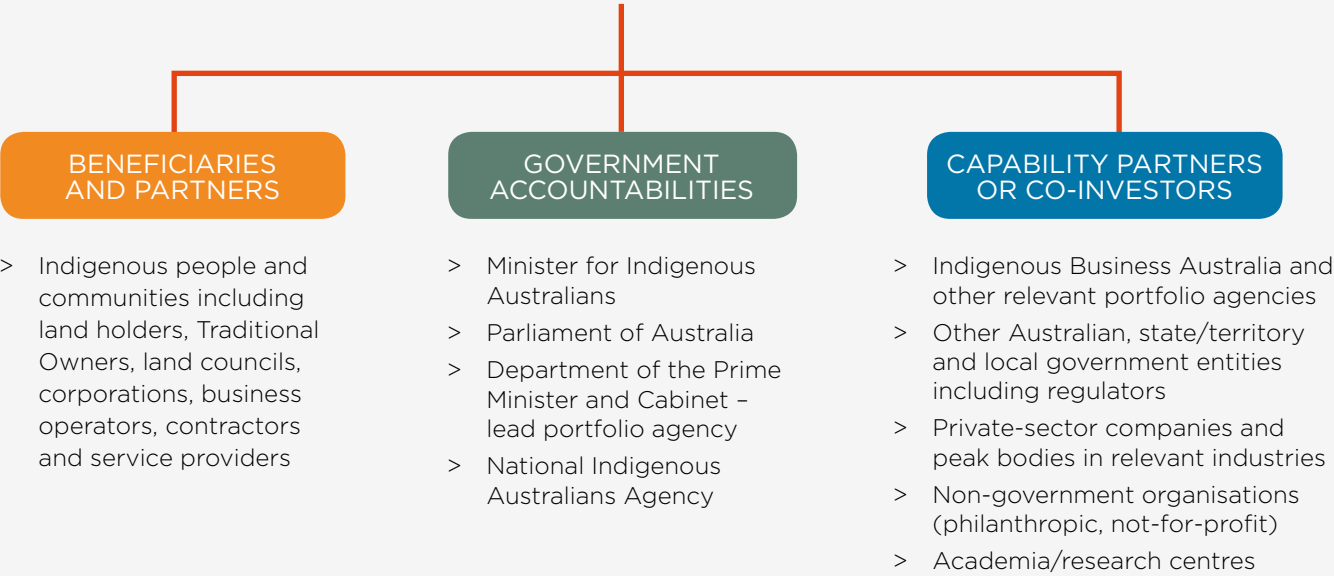 BENEFICIARIES
AND PARTNERS
> Indigenous people and
communities including
land holders, Traditional
Owners, land councils,
corporations, business
operators, contractors
and service providers
GOVERNMENT
ACCOUNTABILITIES
> Minister for Indigenous
Australians
> Parliament of Australia
> Department of the Prime
Minister and Cabinet –
lead portfolio agency
> National Indigenous
Australians Agency
CAPABILITY PARTNERS
OR CO-INVESTORS
> Indigenous Business Australia and
other relevant portfolio agencies
> Other Australian, state/territory
and local government entities
including regulators
> Private-sector companies and
peak bodies in relevant industries
> Non-government organisations
(philanthropic, not-for-profit)
> Academia/research centres